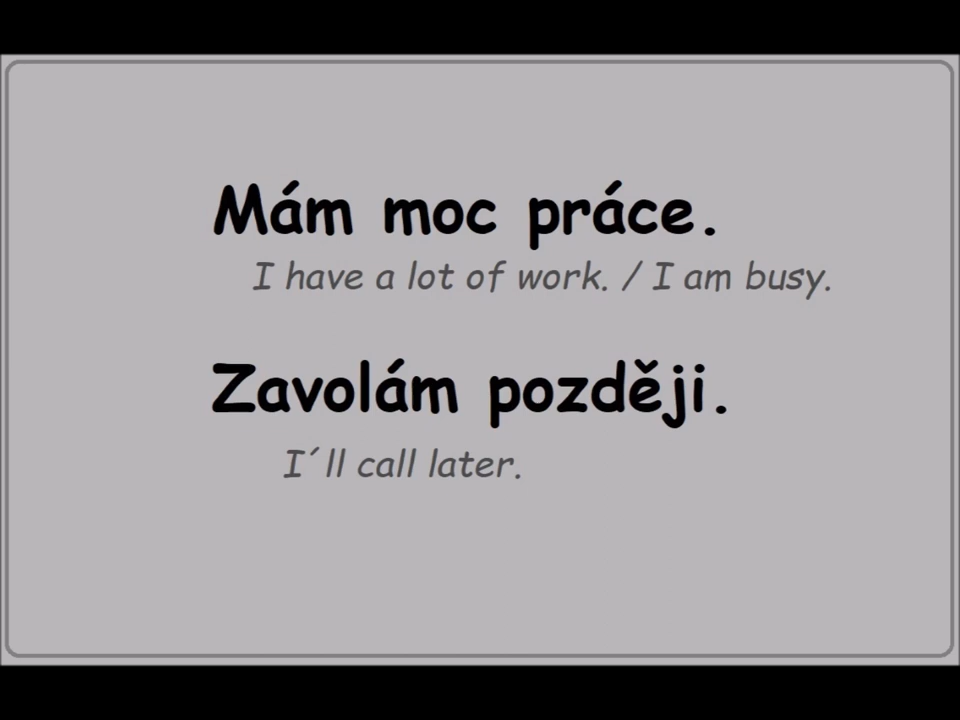 Mám moc práce.
I have a lot of work. / I am busy.
Zavolám později.
I´ll call later.